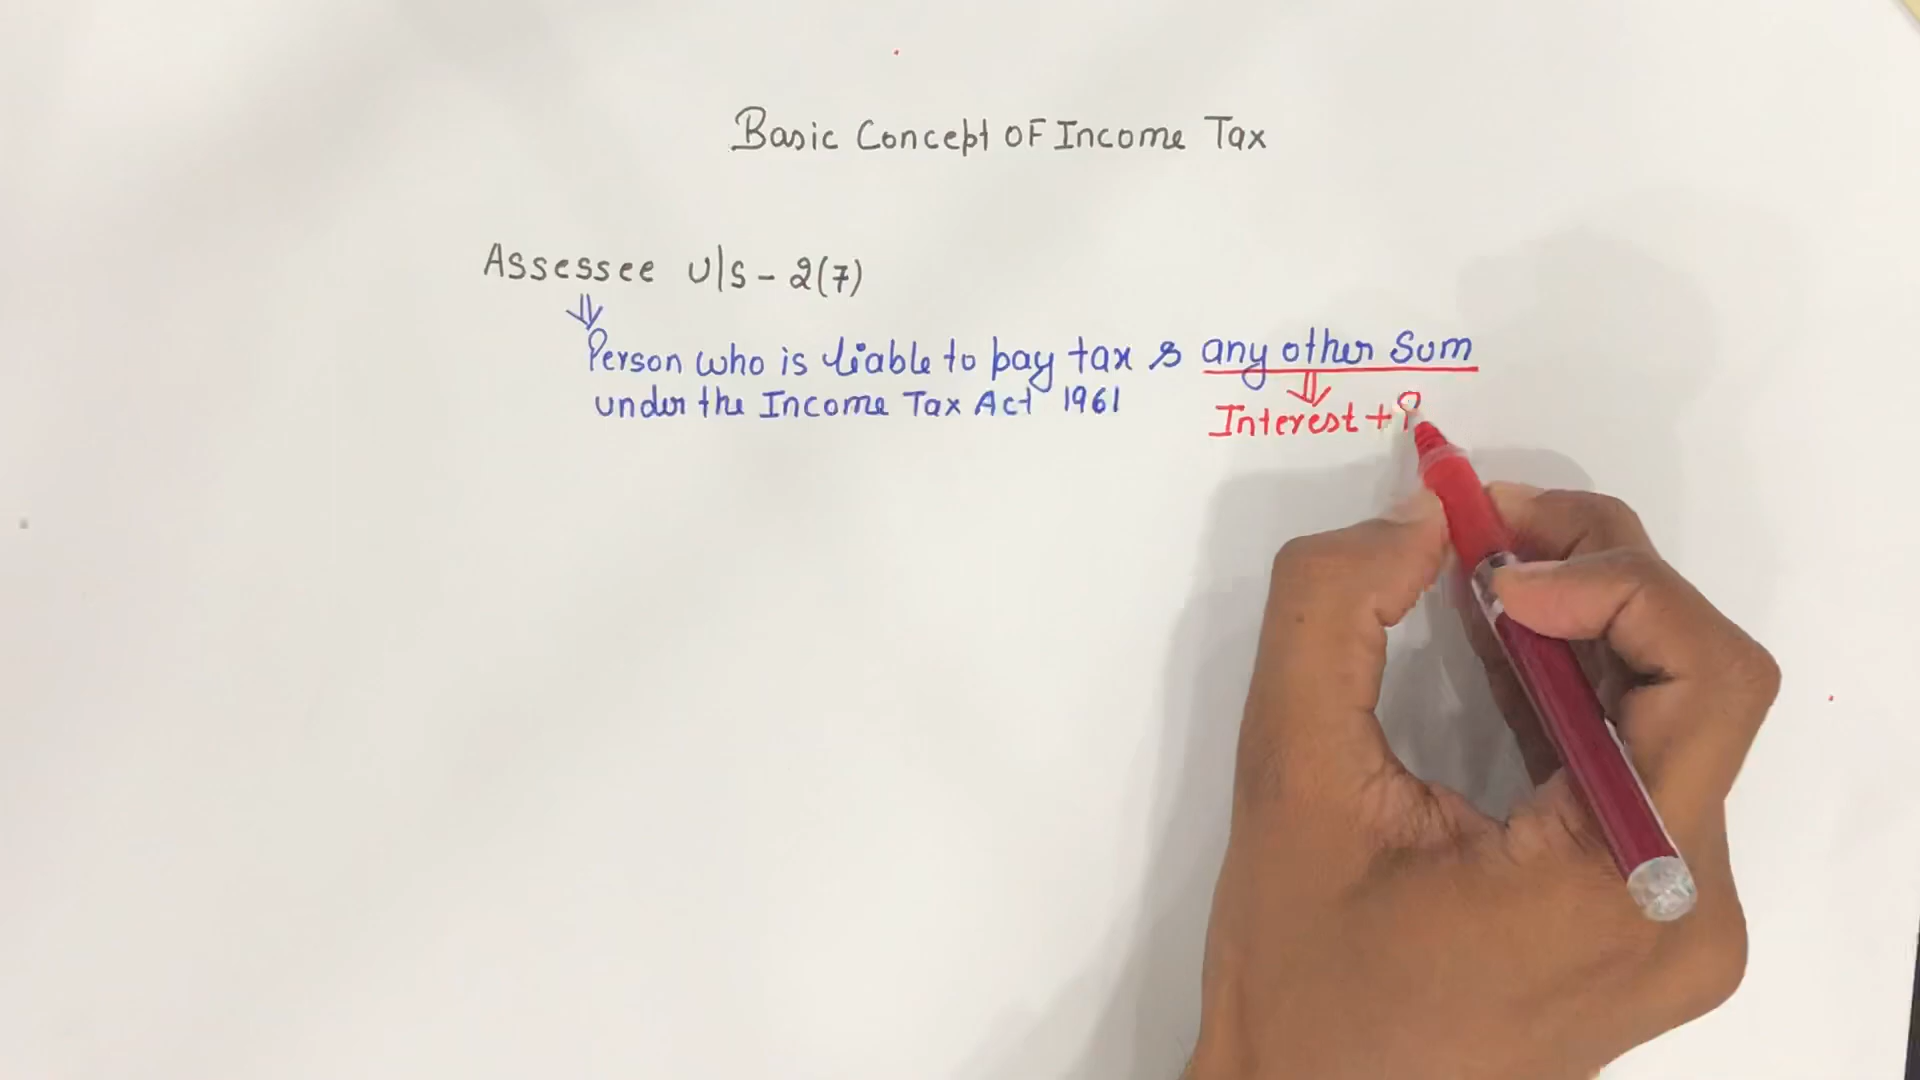 Basic Concept OF Income Tax
Assessee U/S - 2(7)
Person who is liable to pay tax & any other Sum
under the Income Tax Act 1961
Interest + P